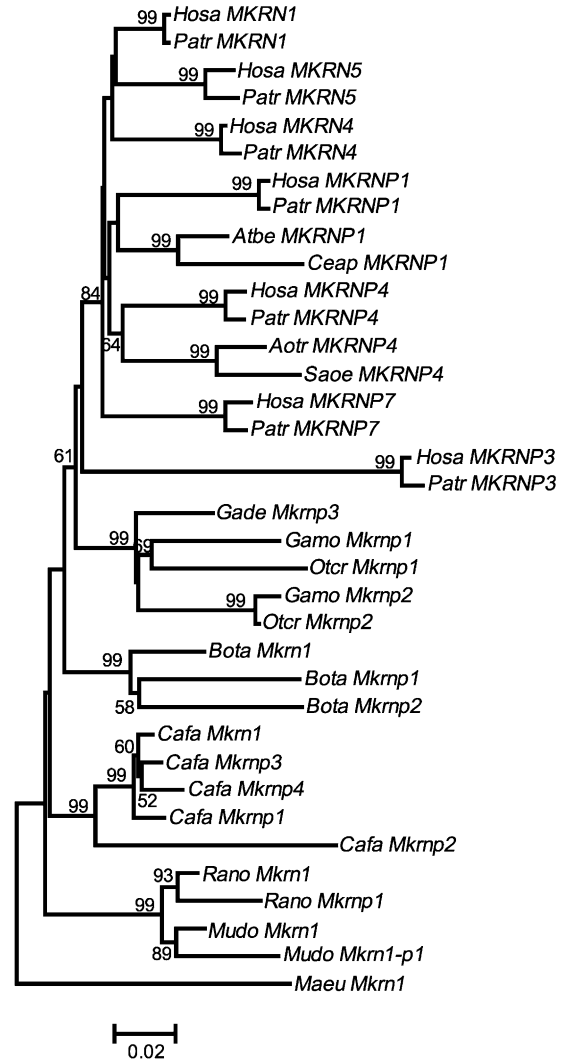 99 Hosa MKRN1
Patr MKRN1
99 Hosa MKRN5
Patr MKRN5
99 Hosa MKRN4
Patr MKRN4
99 Hosa MKRNP1
Patr MKRNP1
99 Atbe MKRNP1
Ceap MKRNP1
84 99 Hosa MKRNP4
Patr MKRNP4
64 99 Aotr MKRNP4
Saoe MKRNP4
99 Hosa MKRNP7
Patr MKRNP7
61 99 Hosa MKRNP3
Patr MKRNP3
Gade Mkrnp3
99 69 Gamo Mkrnp1
Otcr Mkrnp1
99 Gamo Mkrnp2
Otcr Mkrnp2
99 Bota Mkrn1
Bota Mkrnp1
58 Bota Mkrnp2
Cafa Mkrn1
60 Cafa Mkrnp3
99 Cafa Mkrnp4
52
99 Cafa Mkrnp1
Cafa Mkrnp2
93 Rano Mkrn1
99 Rano Mkrnp1
Mudo Mkrn1
89 Mudo Mkrn1-p1
Maeu Mkrn1
0.02